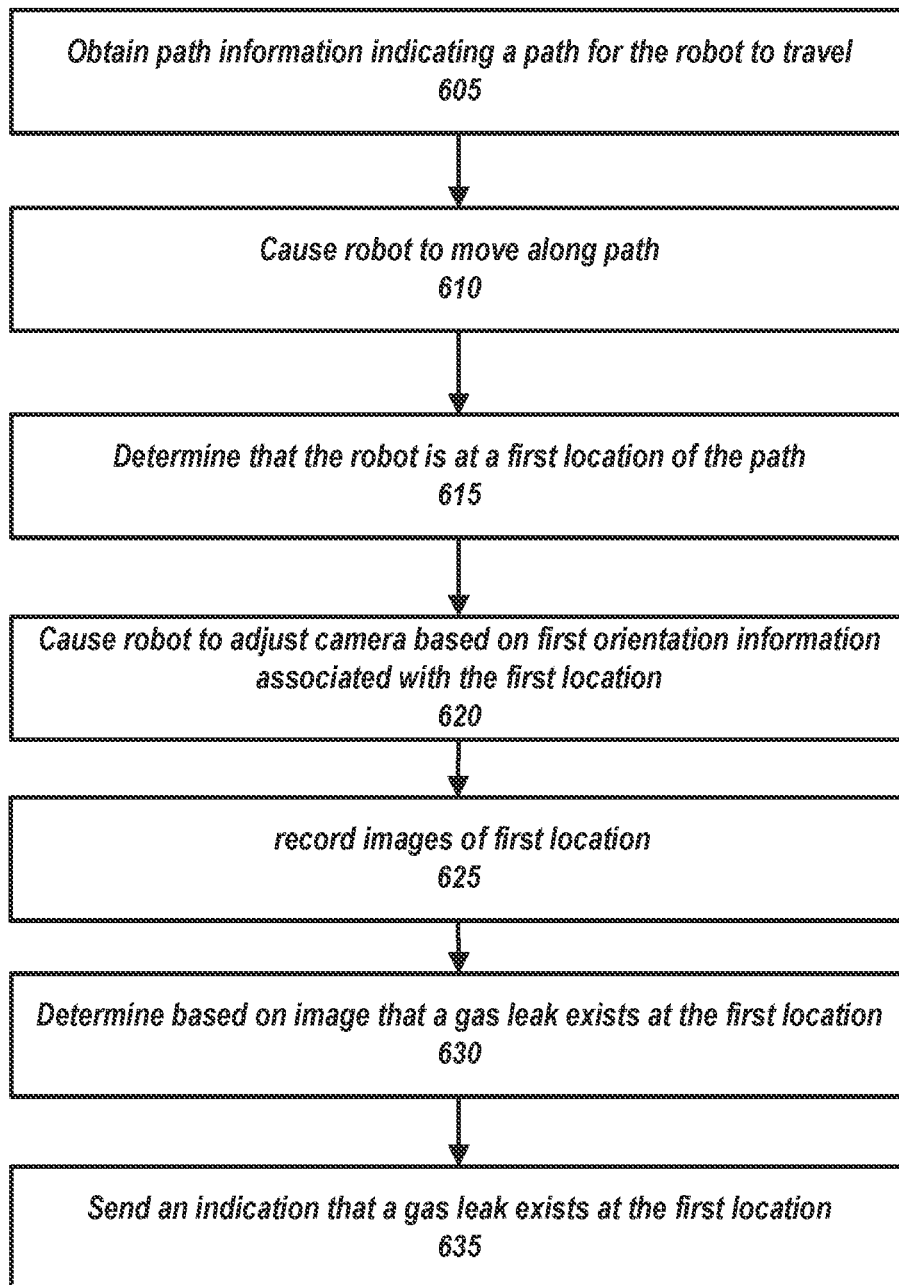 Obtain path information indicating a path for the robot to travel
605
Cause robot to move along path
610
Determine that the robot is at a first location of the path
615
Cause robot to adjust camera based on first orientation information
associated with the first location
620
record images of first location
625
Determine based on image that a gas leak exists at the first location
630
Send an indication that a gas leak exists at the first location
635